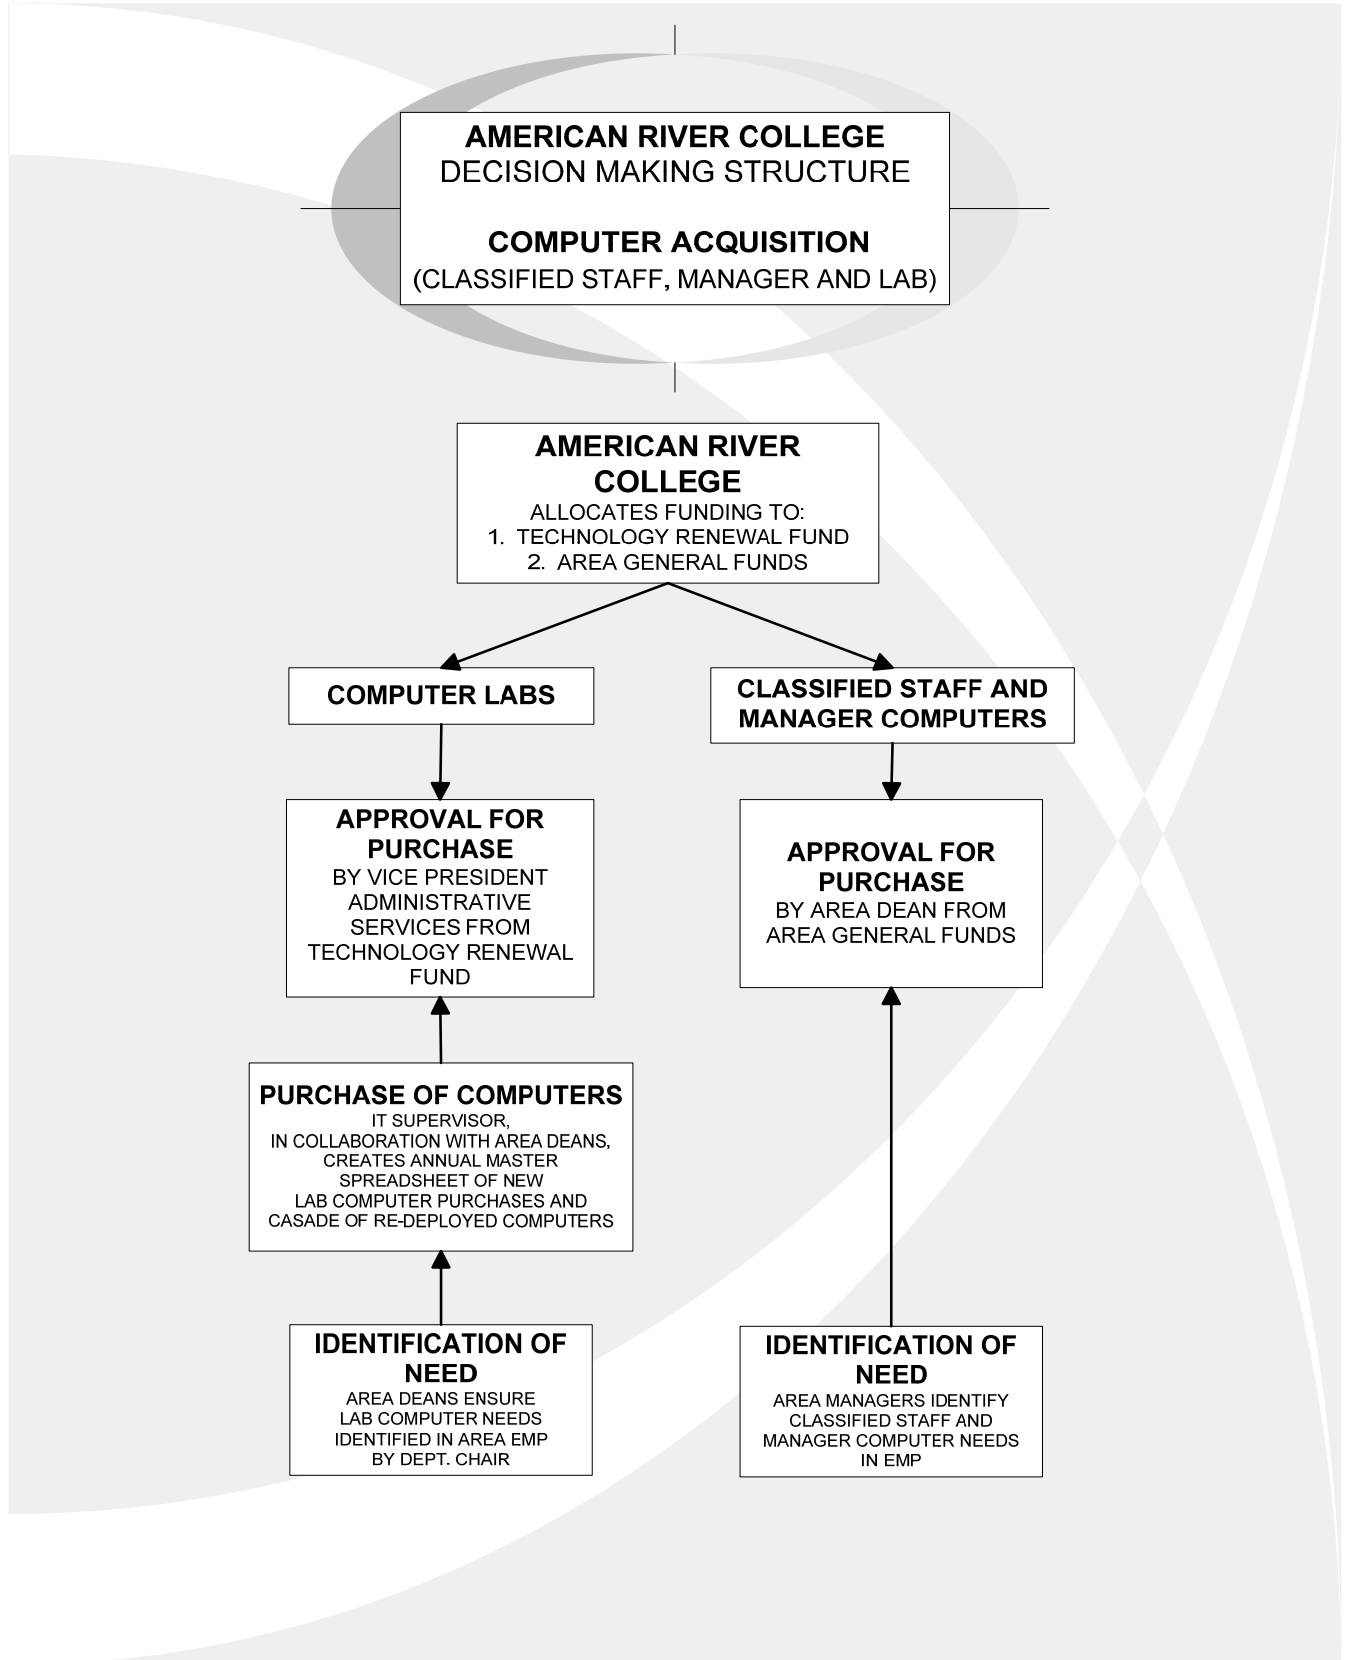 AMERICAN RIVER COLLEGE
DECISION MAKING STRUCTURE
COMPUTER ACQUISITION
(CLASSIFIED STAFF, MANAGER AND LAB)
AMERICAN RIVER
COLLEGE
ALLOCATES FUNDING TO:
1. TECHNOLOGY RENEWAL FUND
2. AREA GENERAL FUNDS
COMPUTER LABS
CLASSIFIED STAFF AND
MANAGER COMPUTERS
APPROVAL FOR
PURCHASE
BY VICE PRESIDENT
ADMINISTRATIVE
SERVICES FROM
TECHNOLOGY RENEWAL
FUND
APPROVAL FOR
PURCHASE
BY AREA DEAN FROM
AREA GENERAL FUNDS
PURCHASE OF COMPUTERS
IT SUPERVISOR,
IN COLLABORATION WITH AREA DEANS,
CREATES ANNUAL MASTER
SPREADSHEET OF NEW
LAB COMPUTER PURCHASES AND
CASADE OF RE-DEPLOYED COMPUTERS
IDENTIFICATION OF
NEED
AREA DEANS ENSURE
LAB COMPUTER NEEDS
IDENTIFIED IN AREA EMP
BY DEPT. CHAIR
IDENTIFICATION OF
NEED
AREA MANAGERS IDENTIFY
CLASSIFIED STAFF AND
MANAGER COMPUTER NEEDS
IN EMP